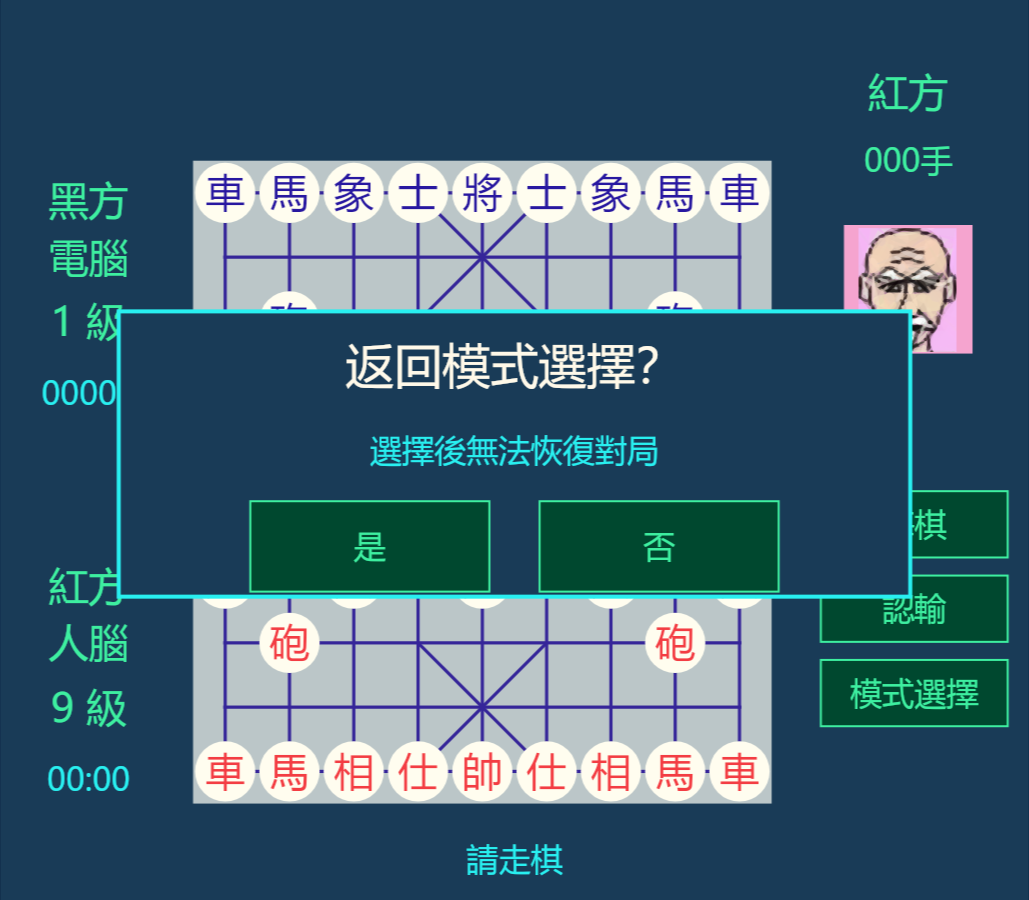 紅方
000手
黑方
電腦
1 級
0000
車馬象士將士象馬車
返回模式選擇?
選擇後無法恢復對局
是
否
棋
認輸
模式選擇
紅方
人腦
9 級
00:00
砲 砲
車馬相仕帥仕相馬車
請走棋